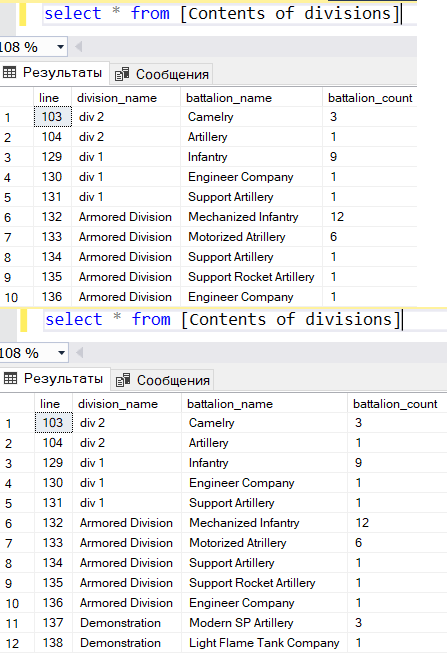 select * from [Contents of divisions]
108 %
Результаты Сообщения
line division_name battalion_name battalion_count
1 103 div 2 Camelry 3
2 104 div 2 Artillery 1
3 129 div 1 Infantry 9
4 130 div 1 Engineer Company 1
5 131 div 1 Support Artillery 1
6 132 Armored Division Mechanized Infantry 12
7 133 Armored Division Motorized Atrillery 6
8 134 Armored Division Support Artillery 1
9 135 Armored Division Support Rocket Artillery 1
10 136 Armored Division Engineer Company 1
select * from [Contents of divisions]
108 %
Результаты Сообщения
line division_name battalion_name battalion_count
1 103 div 2 Camelry 3
2 104 div 2 Artillery 1
3 129 div 1 Infantry 9
4 130 div 1 Engineer Company 1
5 131 div 1 Support Artillery 1
6 132 Armored Division Mechanized Infantry 12
7 133 Armored Division Motorized Atrillery 6
8 134 Armored Division Support Artillery 1
9 135 Armored Division Support Rocket Artillery 1
10 136 Armored Division Engineer Company 1
11 137 Demonstration Modern SP Artillery 3
12 138 Demonstration Light Flame Tank Company 1